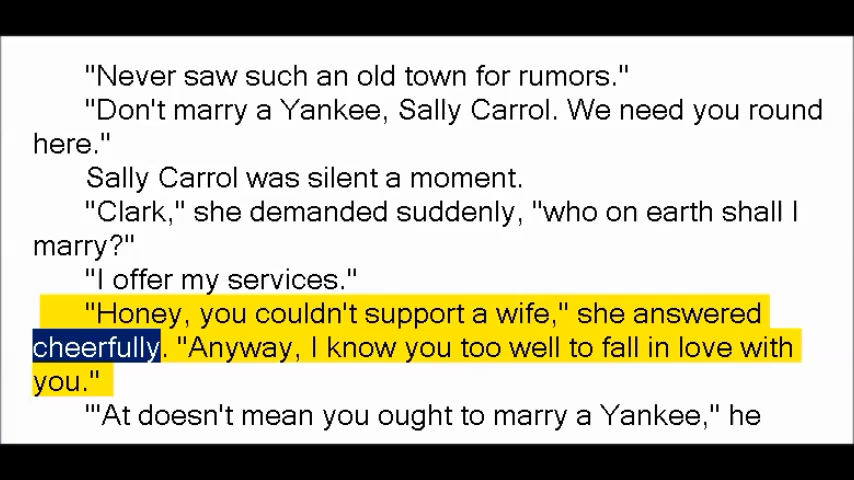 "Never saw such an old town for rumors."
"Don't marry a Yankee, Sally Carrol. We need you round
here."
Sally Carrol was silent a moment.
"Clark," she demanded suddenly, "who on earth shall I
marry?"
"I offer my services."
"Honey, you couldn't support a wife," she answered
cheerfully. "Anyway, I know you too well to fall in love with
you."
"'At doesn't mean you ought to marry a Yankee," he